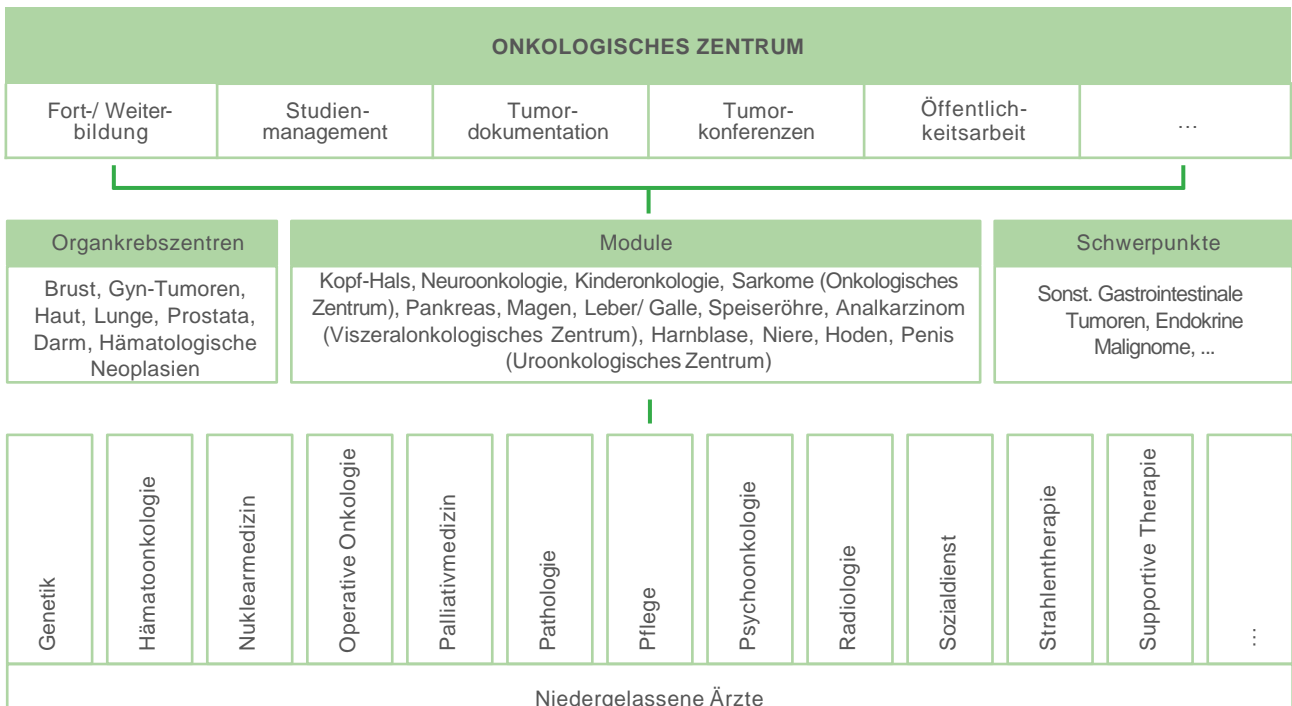 ONKOLOGISCHES ZENTRUM
Fort-/ Weiter-
bildung
Studien-
management
Tumor-
dokumentation
Tumor-
konferenzen
Öffentlich-
keitsarbeit
…
Organkrebszentren
Brust, Gyn-Tumoren,
Haut, Lunge, Prostata,
Darm, Hämatologische
Neoplasien
Module
Kopf-Hals, Neuroonkologie, Kinderonkologie, Sarkome (Onkologisches
Zentrum), Pankreas, Magen, Leber/ Galle, Speiseröhre, Analkarzinom
(Viszeralonkologisches Zentrum), Harnblase, Niere, Hoden, Penis
(Uroonkologisches Zentrum)
Schwerpunkte
Sonst. Gastrointestinale
Tumoren, Endokrine
Malignome, ...
Genetik
Hämatoonkologie
Nuklearmedizin
Operative Onkologie
Palliativmedizin
Pathologie
Pflege
Psychoonkologie
Radiologie
Sozialdienst
Strahlentherapie
Supportive Therapie
…
Niedergelassene Ärzte